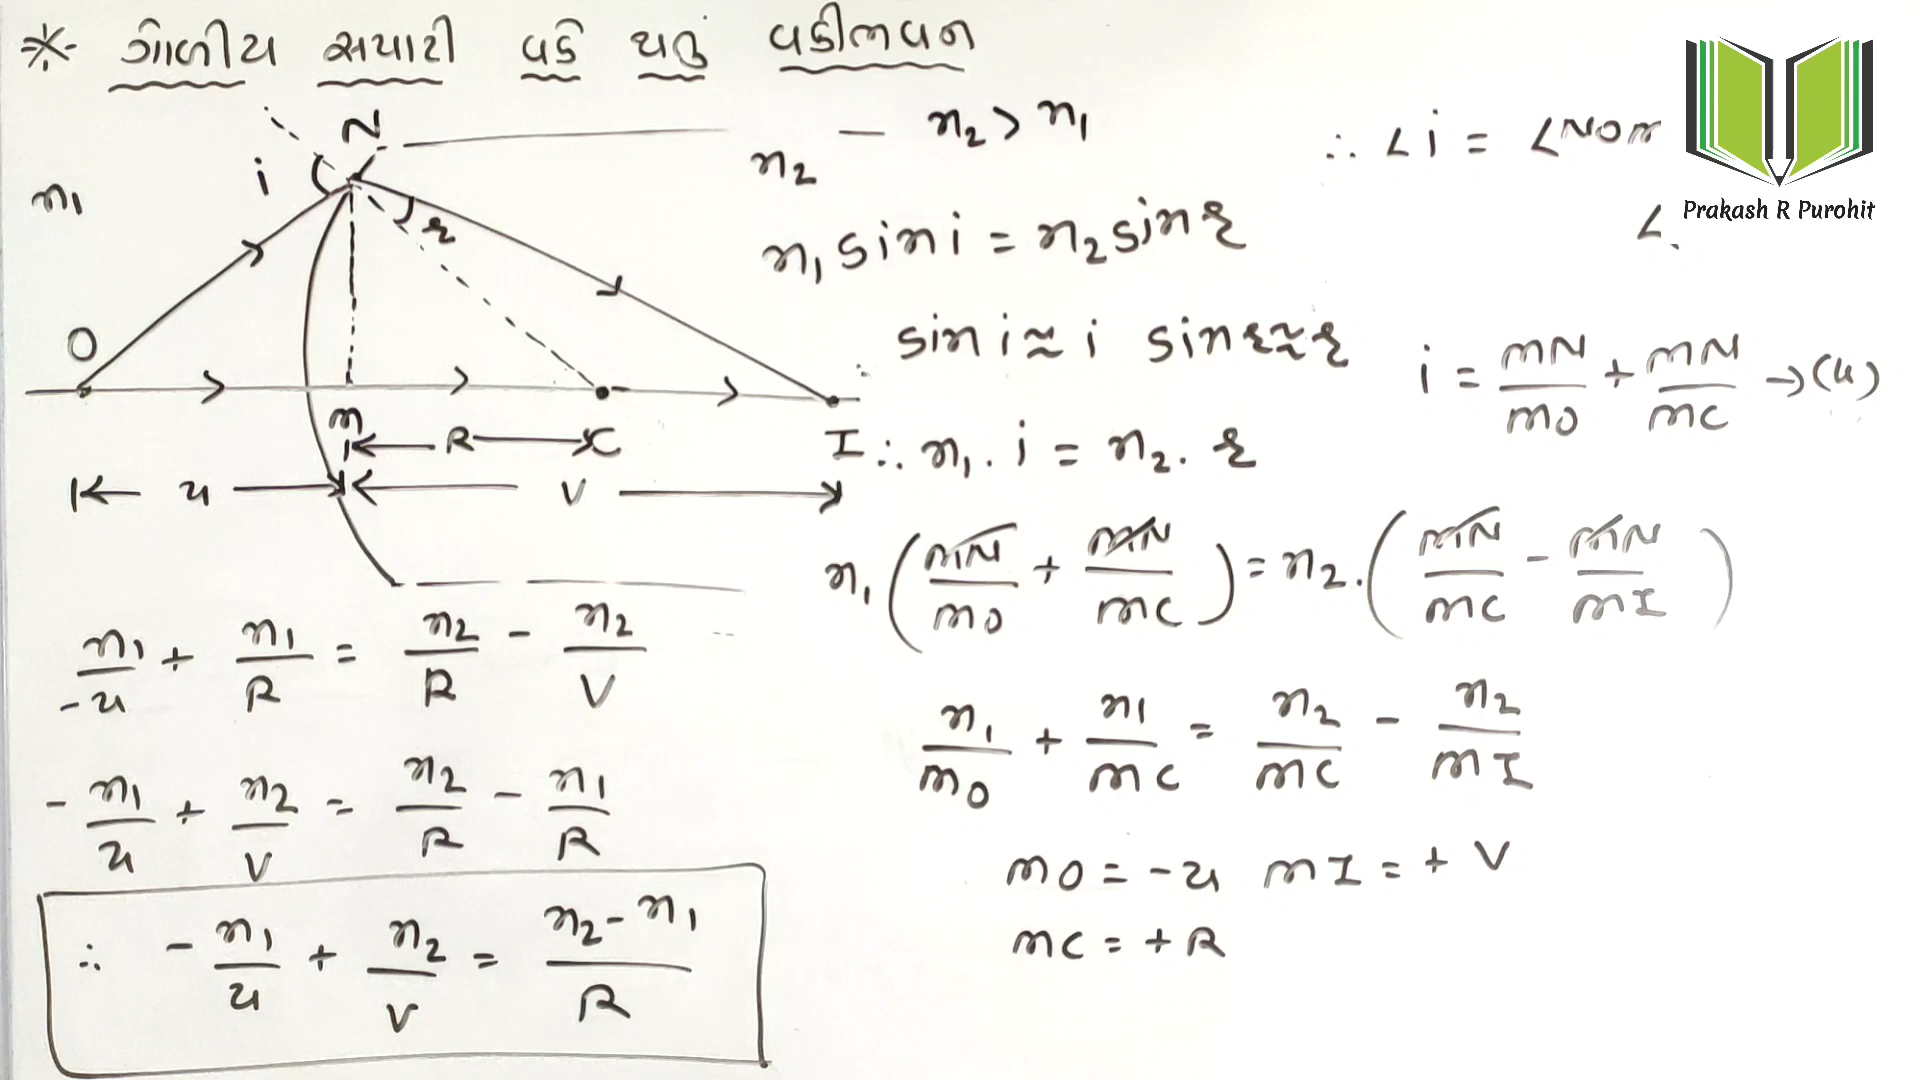 * ગોળીય સપાટી વડે થતું વક્રીભવન
N
i
n₁
n₂
r
O
M
R
C
I
u
V
- n₂ > n₁
n₁ sin i = n₂ sin r
∴ sin i ≈ i sin r ≈ r
∴ n₁ . i = n₂ . r
n₁ (MN/MO + MN/MC) = n₂ . (MN/MC - MN/MI)
n₁/MO + n₁/MC = n₂/MC - n₂/MI
MO = -u MI = + V
MC = + R
n₁/-u + n₁/R = n₂/R - n₂/V
- n₁/u + n₂/V = n₂/R - n₁/R
∴ - n₁/u + n₂/V = n₂ - n₁/R
∴ ∠i = ∠NOM
∠
i = MN/MO + MN/MC → (4)
Prakash R Purohit